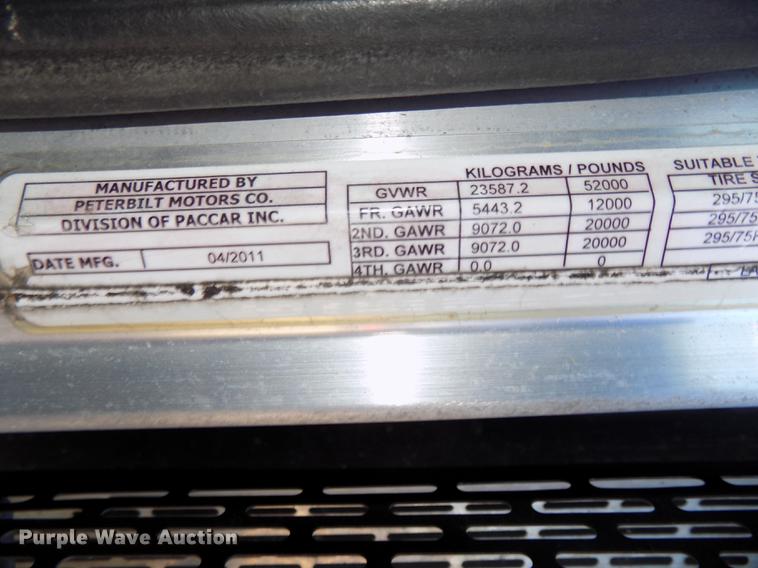 MANUFACTURED BY
PETERBILT MOTORS CO.
DIVISION OF PACCAR INC.
DATE MFG. 04/2011
KILOGRAMS / POUNDS
GVWR 23587.2 52000
FR. GAWR 5443.2 12000
2ND. GAWR 9072.0 20000
3RD. GAWR 9072.0 20000
4TH. GAWR 0.0 0
SUITABLE
TIRE S
295/75
295/75
295/75R
Purple Wave Auction